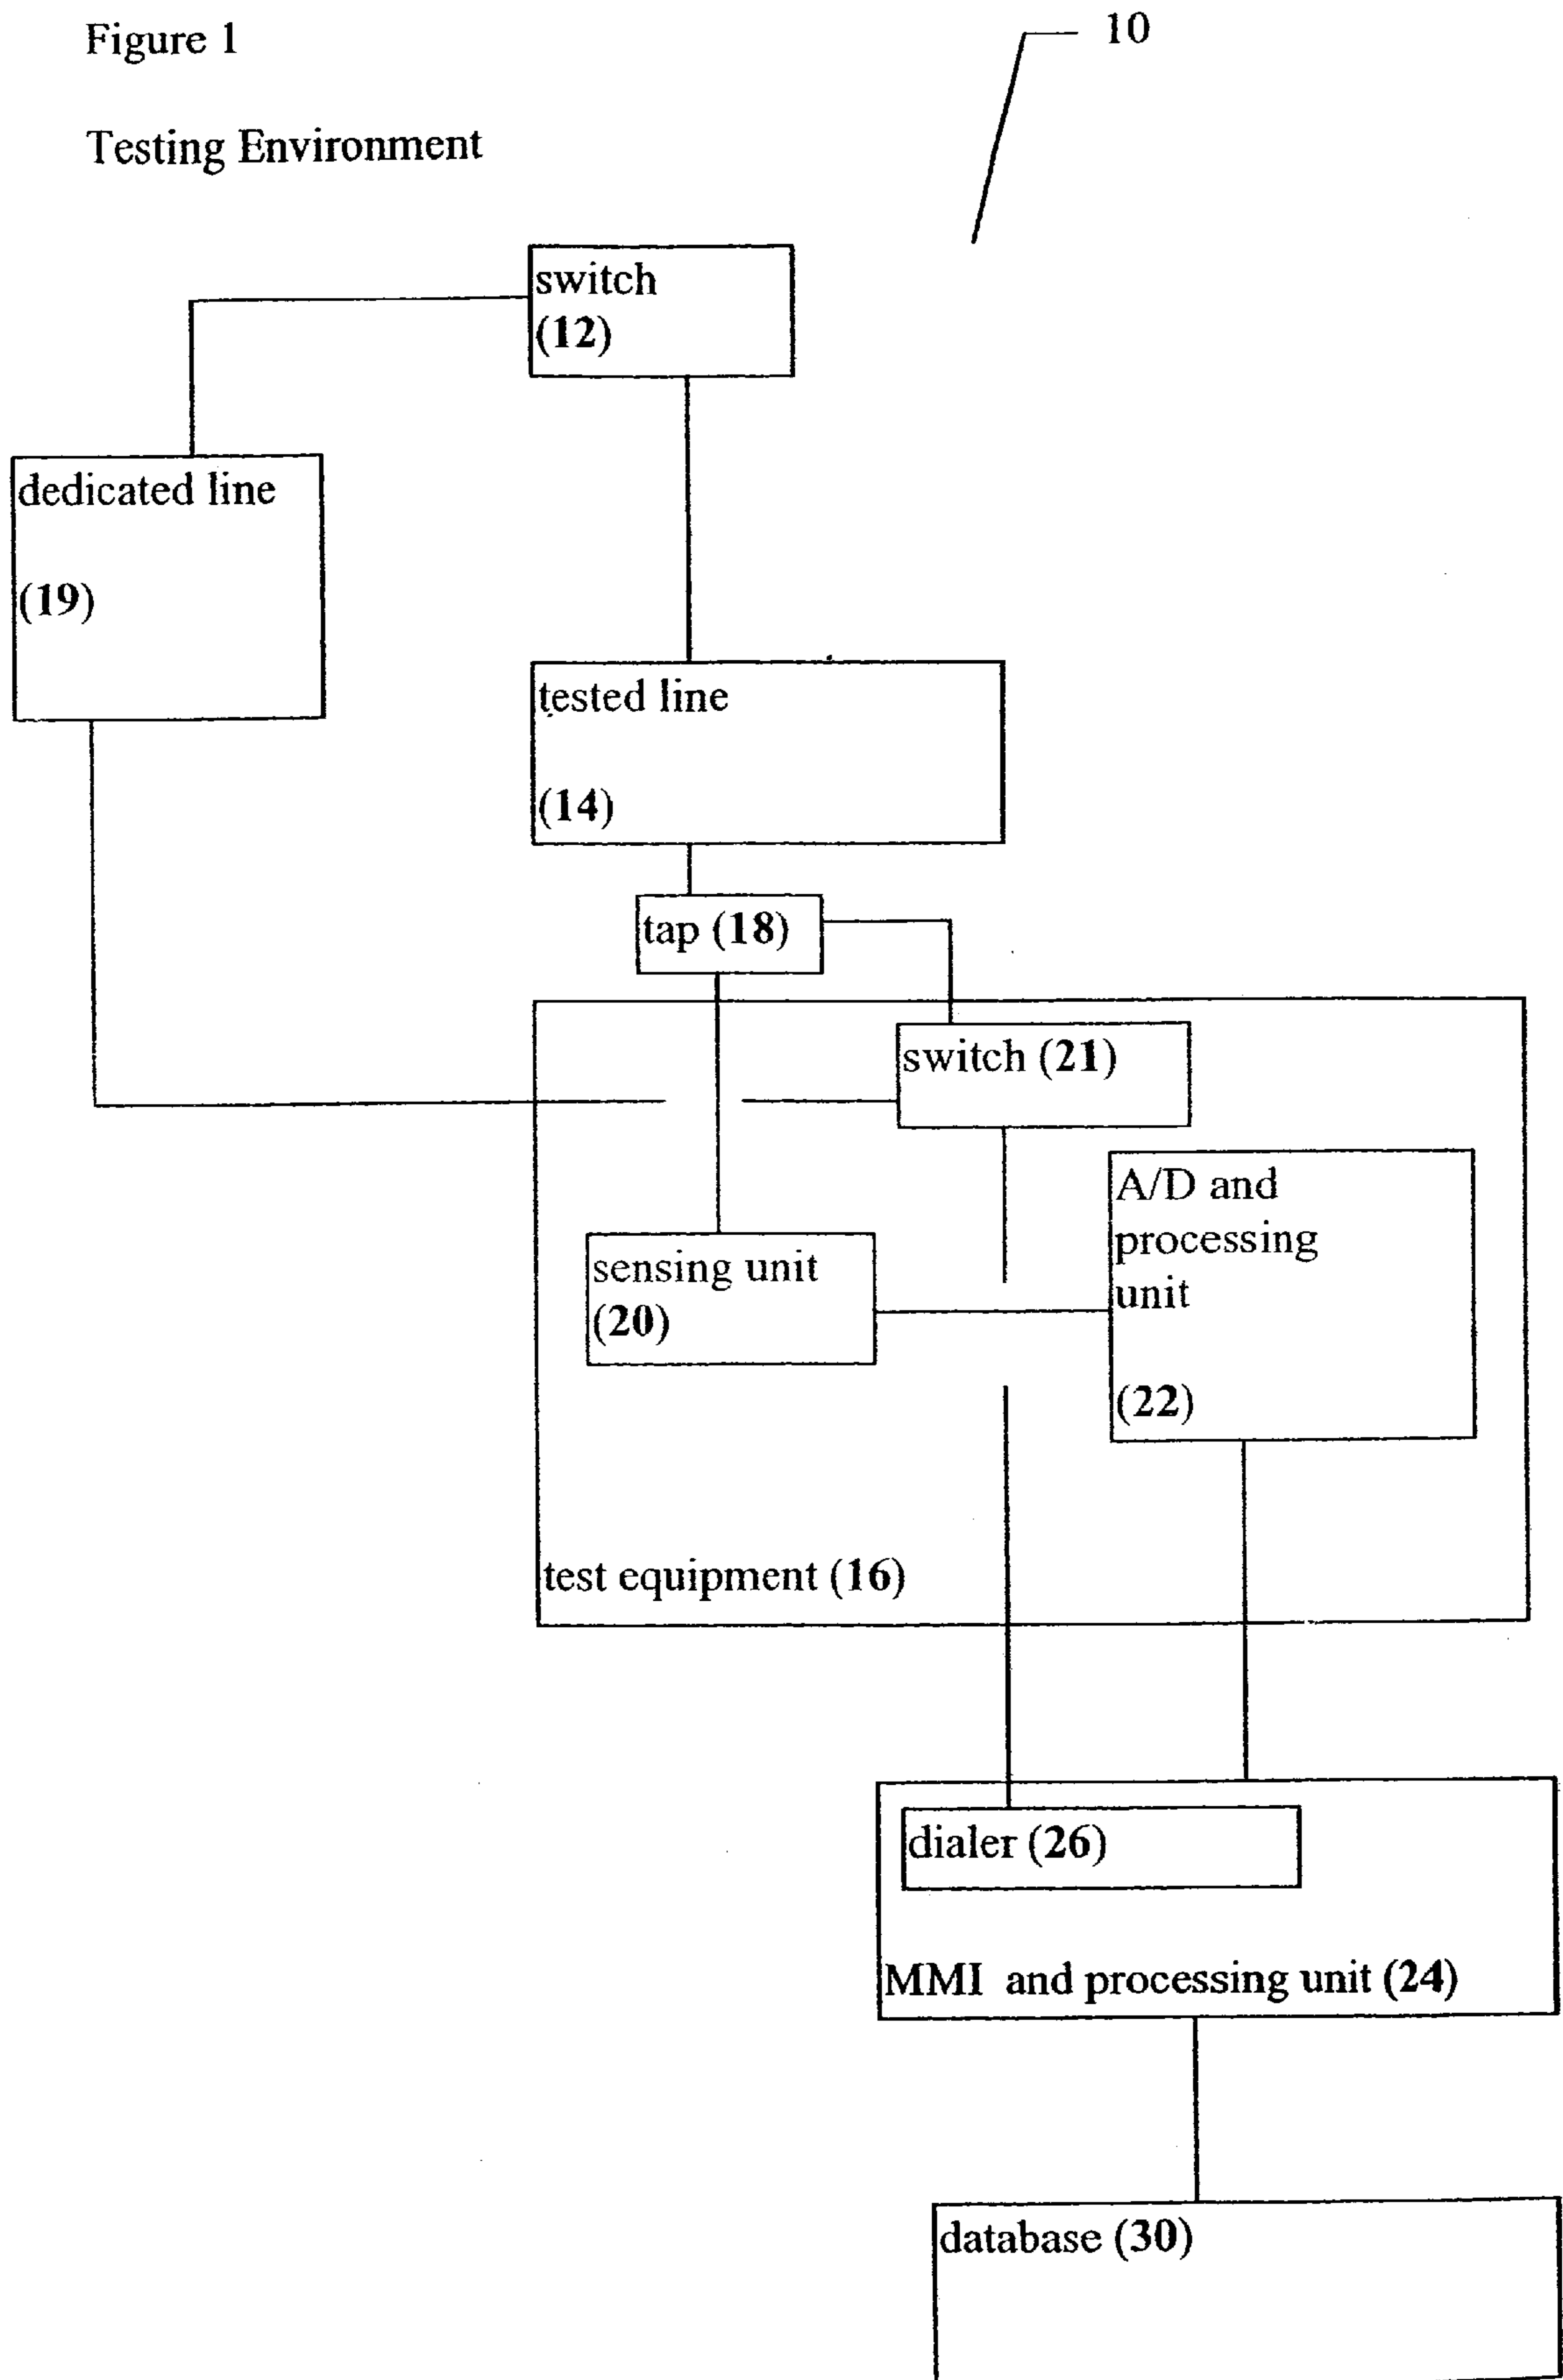 Figure 1
10
Testing Environment
switch
(12)
dedicated line
(19)
tested line
(14)
tap (18)
switch (21)
A/D and
processing
unit
(22)
sensing unit
(20)
test equipment (16)
dialer (26)
MMI and processing unit (24)
database (30)